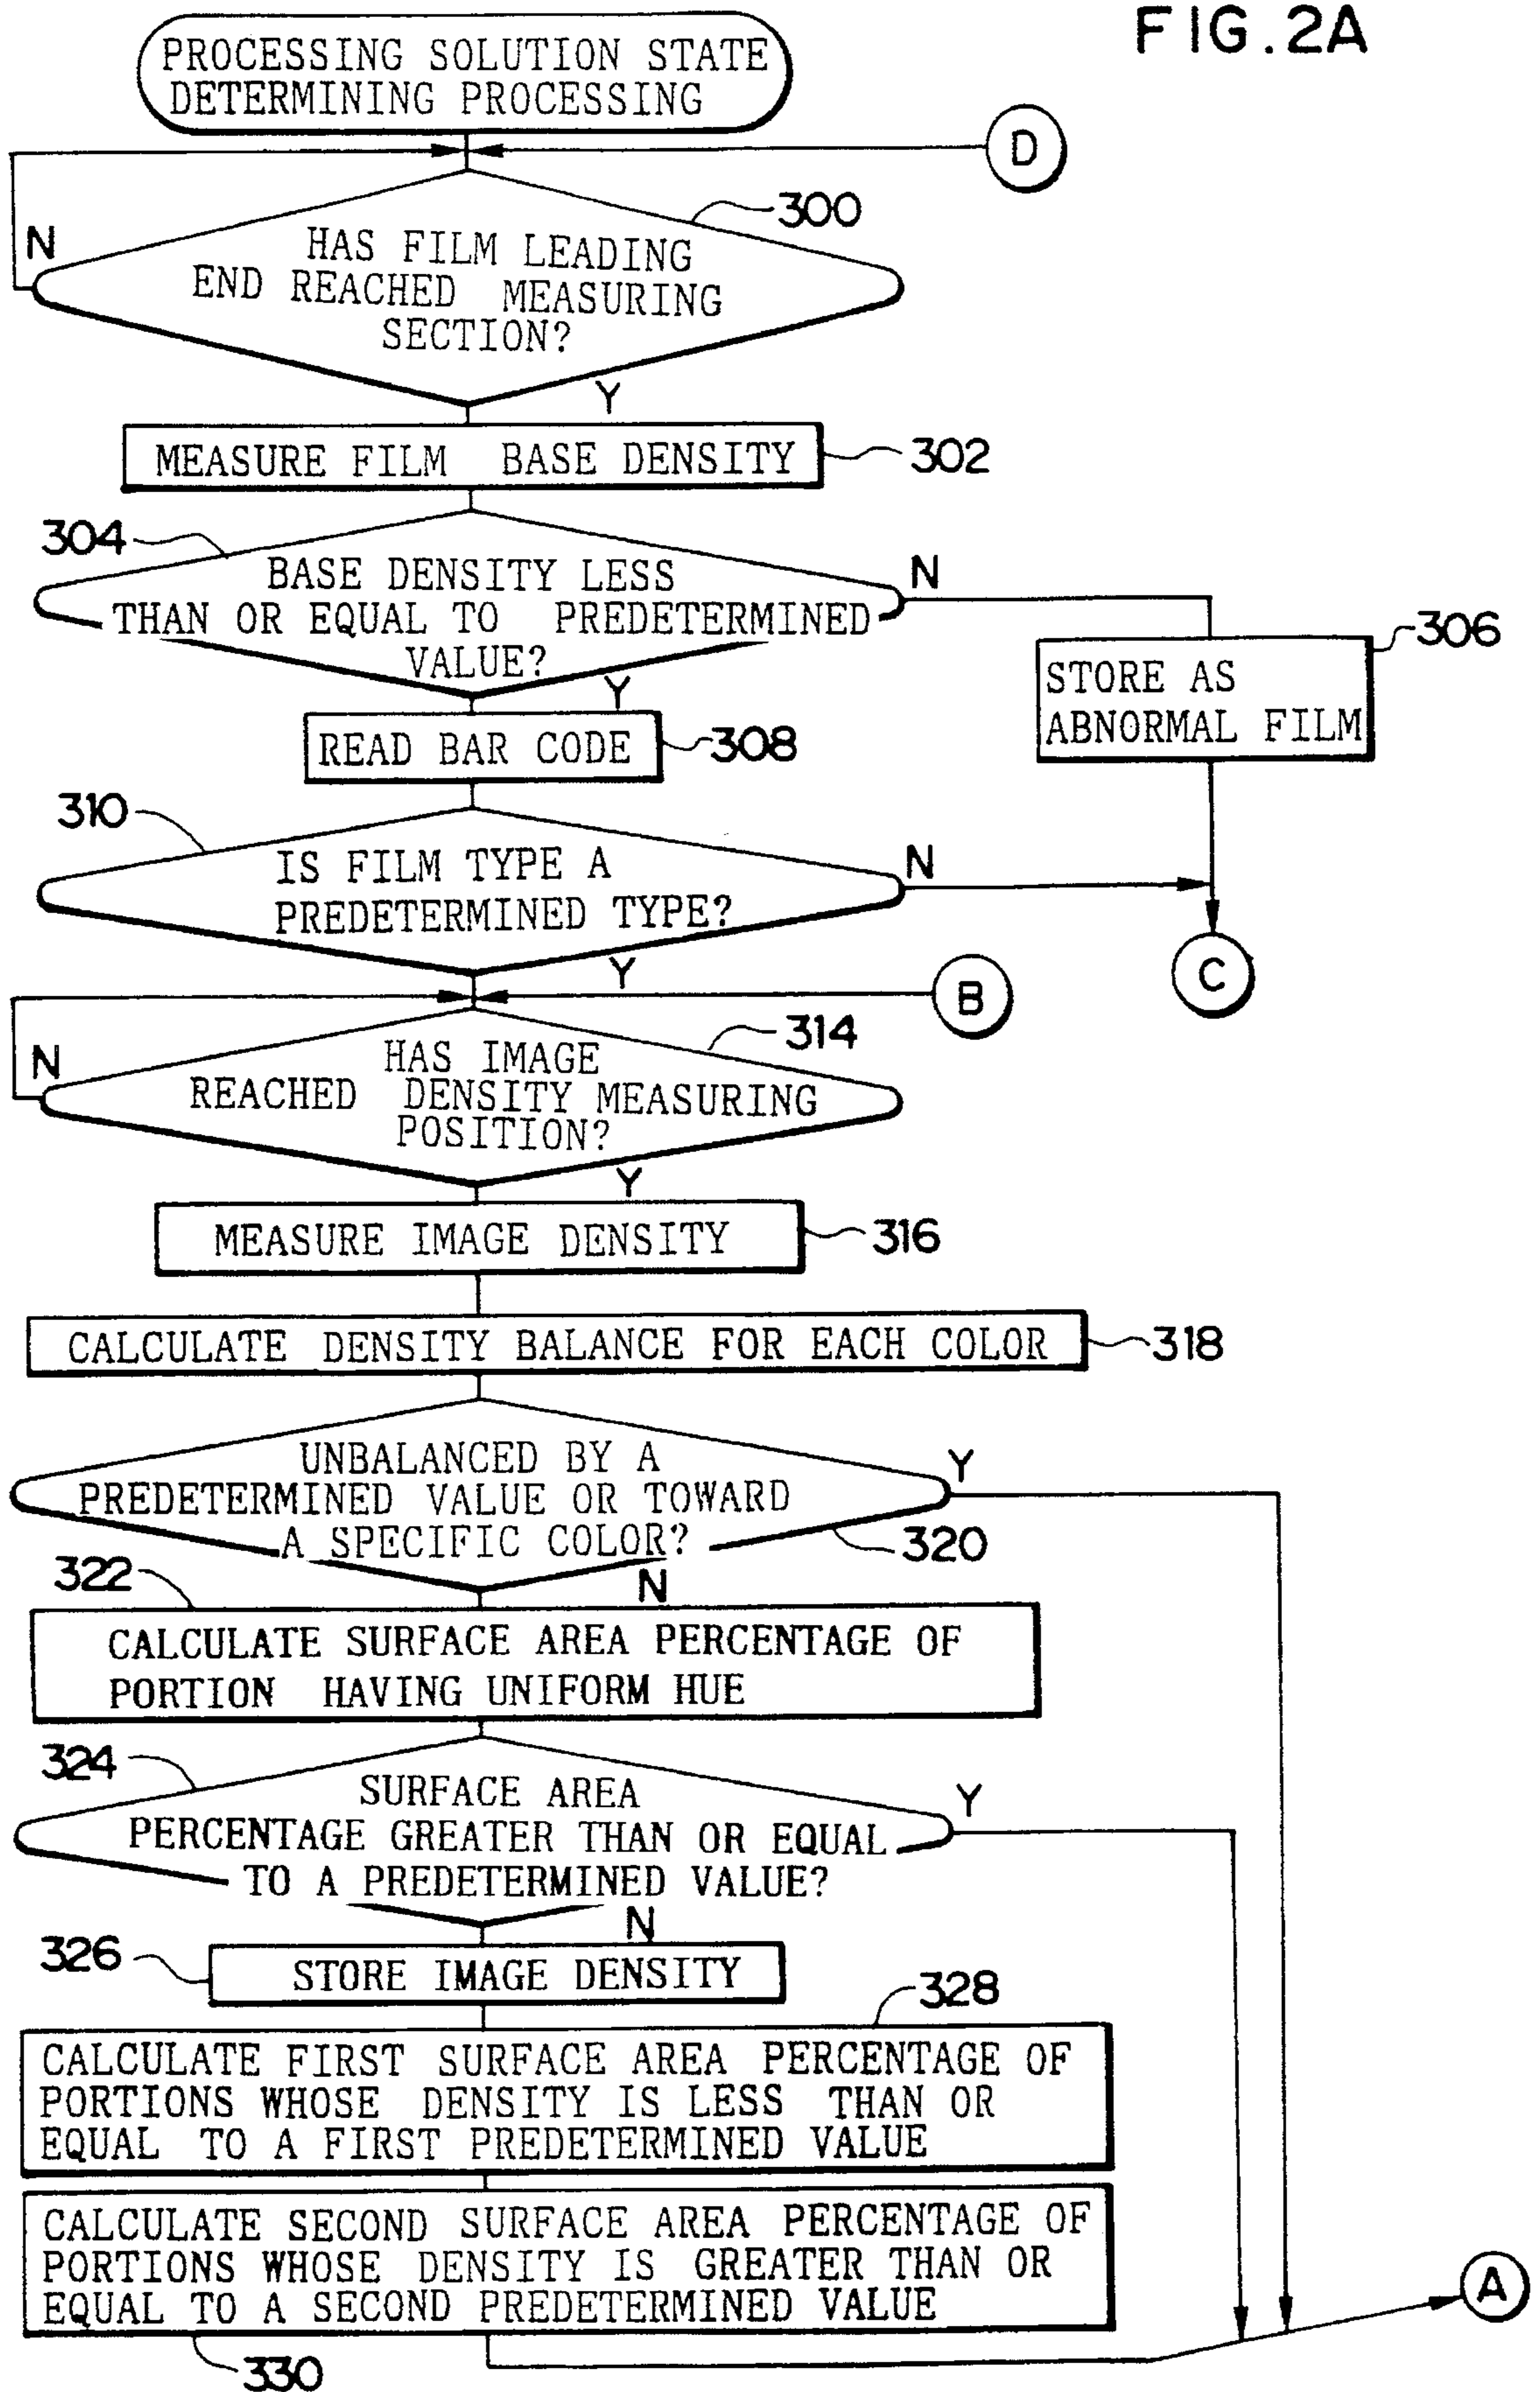 FIG.2A
PROCESSING SOLUTION STATE
DETERMINING PROCESSING
D
300
N
HAS FILM LEADING
END REACHED MEASURING
SECTION?
Y
MEASURE FILM BASE DENSITY
302
304
BASE DENSITY LESS
THAN OR EQUAL TO PREDETERMINED
VALUE?
N
306
STORE AS
ABNORMAL FILM
Y
READ BAR CODE
308
310
IS FILM TYPE A
PREDETERMINED TYPE?
N
C
Y
B
314
N
HAS IMAGE
REACHED DENSITY MEASURING
POSITION?
Y
MEASURE IMAGE DENSITY
316
CALCULATE DENSITY BALANCE FOR EACH COLOR
318
UNBALANCED BY A
PREDETERMINED VALUE OR TOWARD
A SPECIFIC COLOR?
Y
320
322
N
CALCULATE SURFACE AREA PERCENTAGE OF
PORTION HAVING UNIFORM HUE
324
SURFACE AREA
PERCENTAGE GREATER THAN OR EQUAL
TO A PREDETERMINED VALUE?
Y
N
326
STORE IMAGE DENSITY
328
CALCULATE FIRST SURFACE AREA PERCENTAGE OF
PORTIONS WHOSE DENSITY IS LESS THAN OR
EQUAL TO A FIRST PREDETERMINED VALUE
CALCULATE SECOND SURFACE AREA PERCENTAGE OF
PORTIONS WHOSE DENSITY IS GREATER THAN OR
EQUAL TO A SECOND PREDETERMINED VALUE
A
330